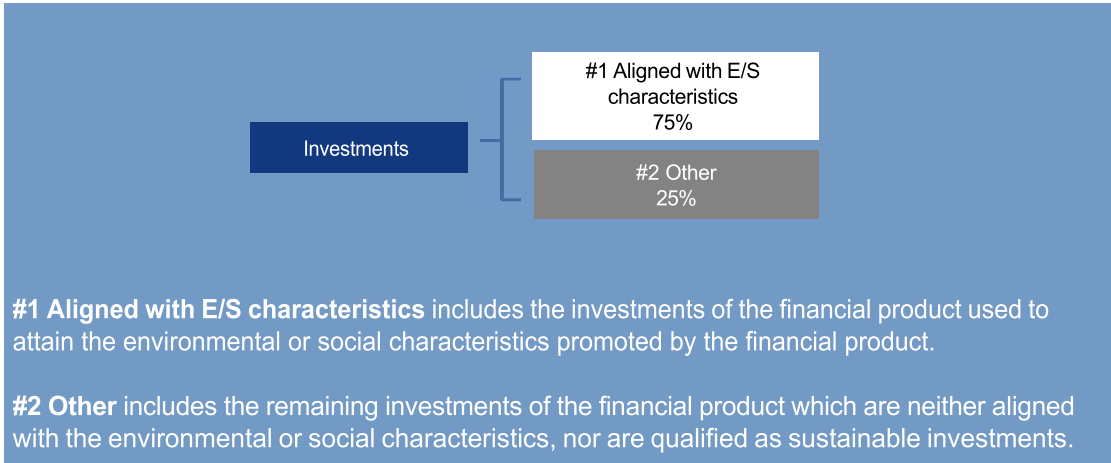 #1 Aligned with E/S
characteristics
75%
Investments
#2 Other
25%
#1 Aligned with E/S characteristics includes the investments of the financial product used to
attain the environmental or social characteristics promoted by the financial product.
#2 Other includes the remaining investments of the financial product which are neither aligned
with the environmental or social characteristics, nor are qualified as sustainable investments.